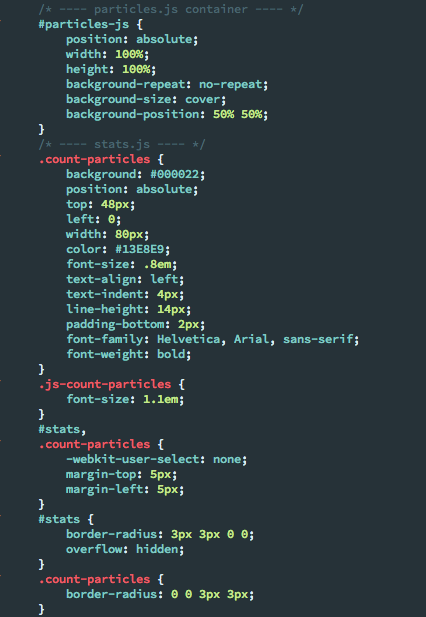 /* ---- particles.js container ---- */
#particles-js {
position: absolute;
width: 100%;
height: 100%;
background-repeat: no-repeat;
background-size: cover;
background-position: 50% 50%;
}
/* ---- stats.js ---- */
.count-particles {
background: #000022;
position: absolute;
top: 48px;
left: 0;
width: 80px;
color: #13E8E9;
font-size: .8em;
text-align: left;
text-indent: 4px;
line-height: 14px;
padding-bottom: 2px;
font-family: Helvetica, Arial, sans-serif;
font-weight: bold;
}
.js-count-particles {
font-size: 1.1em;
}
#stats,
.count-particles {
-webkit-user-select: none;
margin-top: 5px;
margin-left: 5px;
}
#stats {
border-radius: 3px 3px 0 0;
overflow: hidden;
}
.count-particles {
border-radius: 0 0 3px 3px;
}